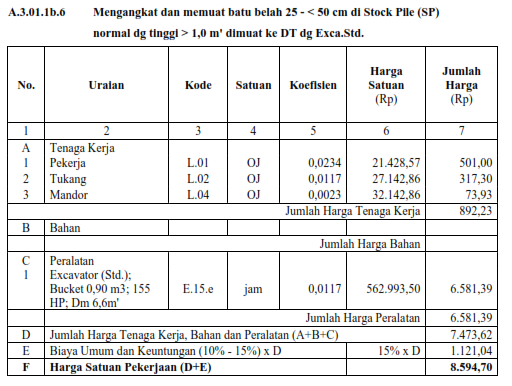 A.3.01.1b.6 Mengangkat dan memuat batu belah 25 - < 50 cm di Stock Pile (SP)
normal dg tinggi > 1,0 m' dimuat ke DT dg Exca.Std.
No. Uraian Kode Satuan Koefisien Harga Satuan (Rp) Jumlah Harga (Rp)
1 2 3 4 5 6 7
A Tenaga Kerja
1 Pekerja L.01 OJ 0,0234 21.428,57 501,00
2 Tukang L.02 OJ 0,0117 27.142,86 317,30
3 Mandor L.04 OJ 0,0023 32.142,86 73,93
Jumlah Harga Tenaga Kerja 892,23
B Bahan
Jumlah Harga Bahan
C Peralatan
1 Excavator (Std.);
Bucket 0,90 m3; 155 E.15.e jam 0,0117 562.993,50 6.581,39
HP; Dm 6,6m'
Jumlah Harga Peralatan 6.581,39
D Jumlah Harga Tenaga Kerja, Bahan dan Peralatan (A+B+C) 7.473,62
E Biaya Umum dan Keuntungan (10% - 15%) x D 15% x D 1.121,04
F Harga Satuan Pekerjaan (D+E) 8.594,70